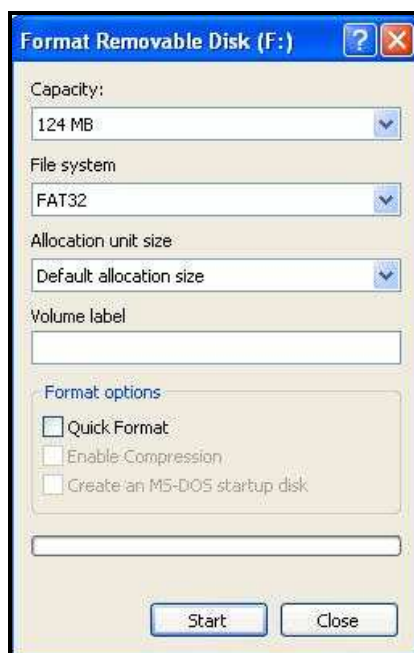 Format Removable Disk (F:)
Capacity:
124 MB
File system
FAT32
Allocation unit size
Default allocation size
Volume label
Format options
Quick Format
Enable Compression
Create an MS-DOS startup disk
Start
Close